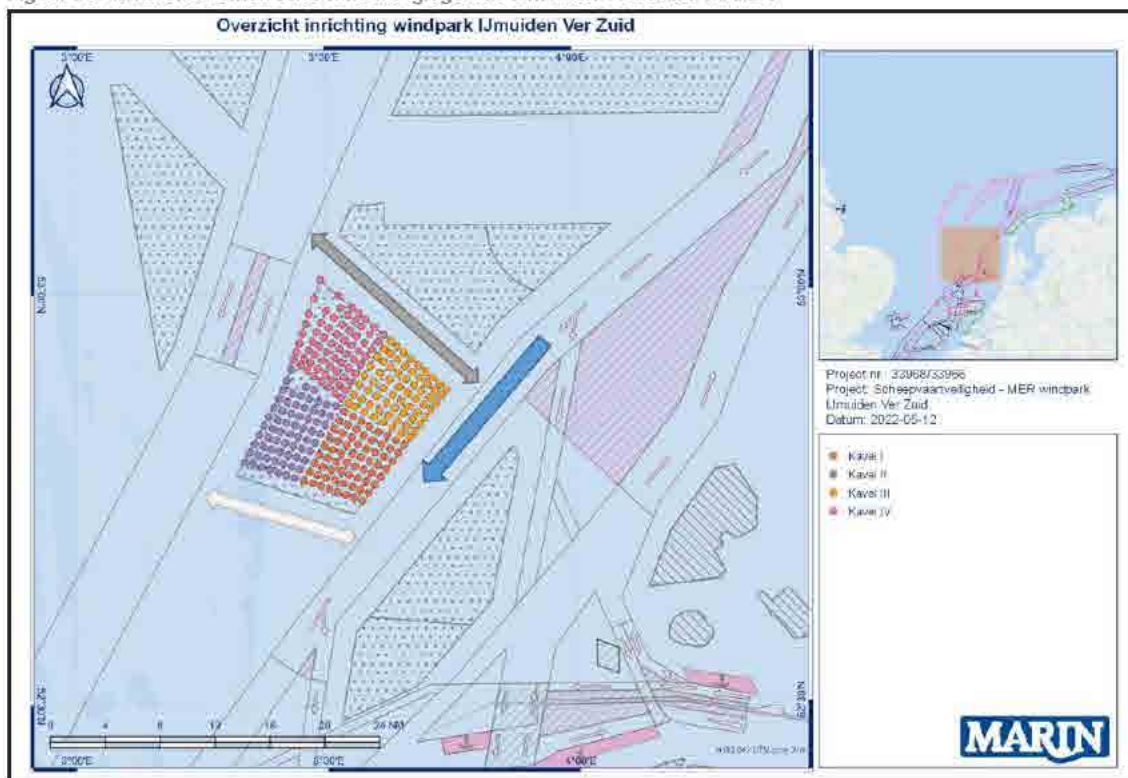 Overzicht inrichting windpark IJmuiden Ver Zuid
3°00'E
3°30'E
4°00'E
53°00'N
53°00'N
52°30'N
52°30'N
0 4 8 12 16 20 24 NM
3°00'E
4°00'E
Project nr.: 33968/33966
Project: Scheepvaartveiligheid - MER windpark
IJmuiden Ver Zuid
Datum: 2022-05-12
Kavel I
Kavel II
Kavel III
Kavel IV
MARIN